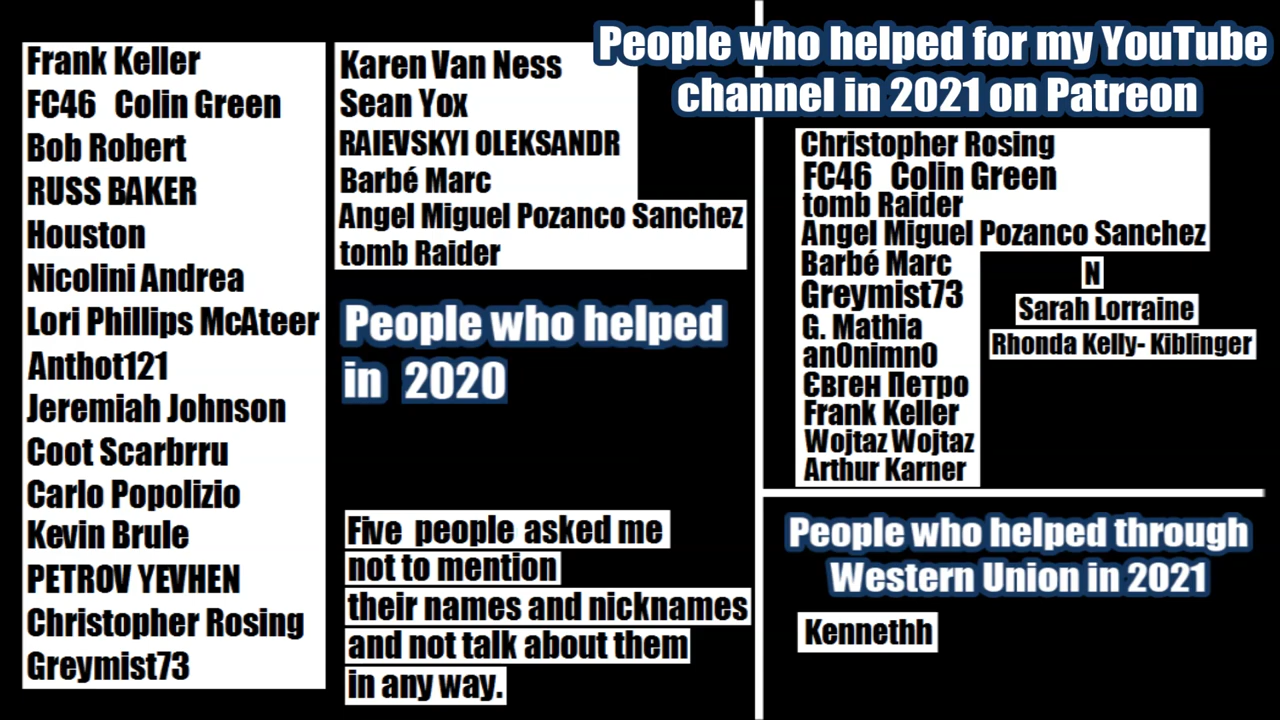 Frank Keller
FC46 Colin Green
Bob Robert
RUSS BAKER
Houston
Nicolini Andrea
Lori Phillips McAteer
Anthot121
Jeremiah Johnson
Coot Scarbrru
Carlo Popolizio
Kevin Brule
PETROV YEVHEN
Christopher Rosing
Greymist73
Karen Van Ness
Sean Yox
RAIEVSKYI OLEKSANDR
Barbé Marc
Angel Miguel Pozanco Sanchez
tomb Raider
People who helped
in 2020
Five people asked me
not to mention
their names and nicknames
and not talk about them
in any way.
People who helped for my YouTube
channel in 2021 on Patreon
Christopher Rosing
FC46 Colin Green
tomb Raider
Angel Miguel Pozanco Sanchez
Barbé Marc
Greymist73
G. Mathia
an0nimn0
Євген Петро
Frank Keller
Wojtaz Wojtaz
Arthur Karner
N
Sarah Lorraine
Rhonda Kelly- Kiblinger
People who helped through
Western Union in 2021
Kennethh